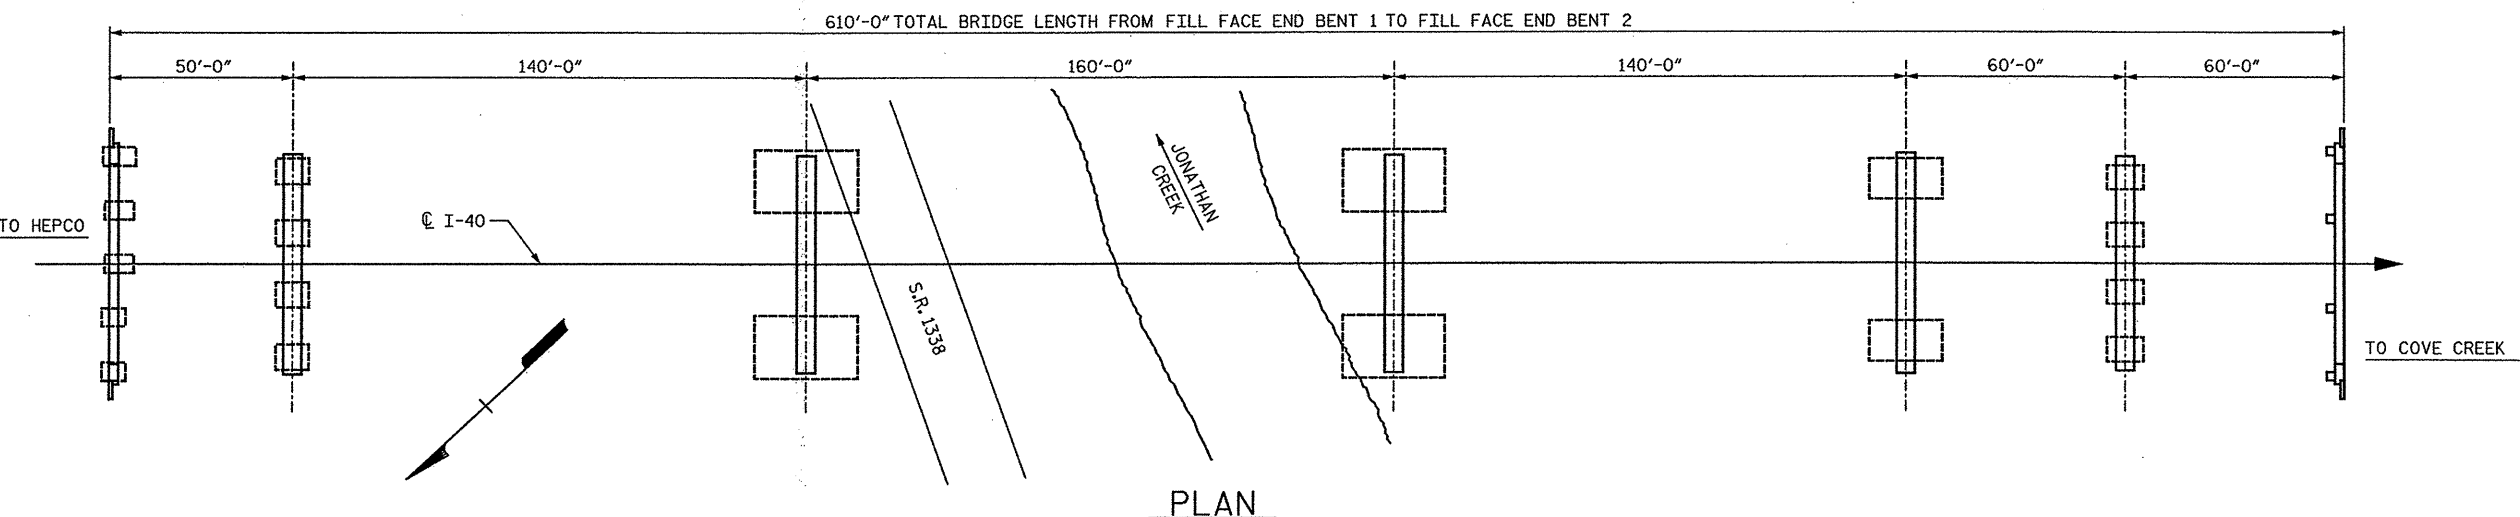 610'-0" TOTAL BRIDGE LENGTH FROM FILL FACE END BENT 1 TO FILL FACE END BENT 2
50'-0"
140'-0"
160'-0"
140'-0"
60'-0"
60'-0"
JONATHAN
CREEK
TO HEPCO
℄ I-40
S.R. 1338
TO COVE CREEK
PLAN